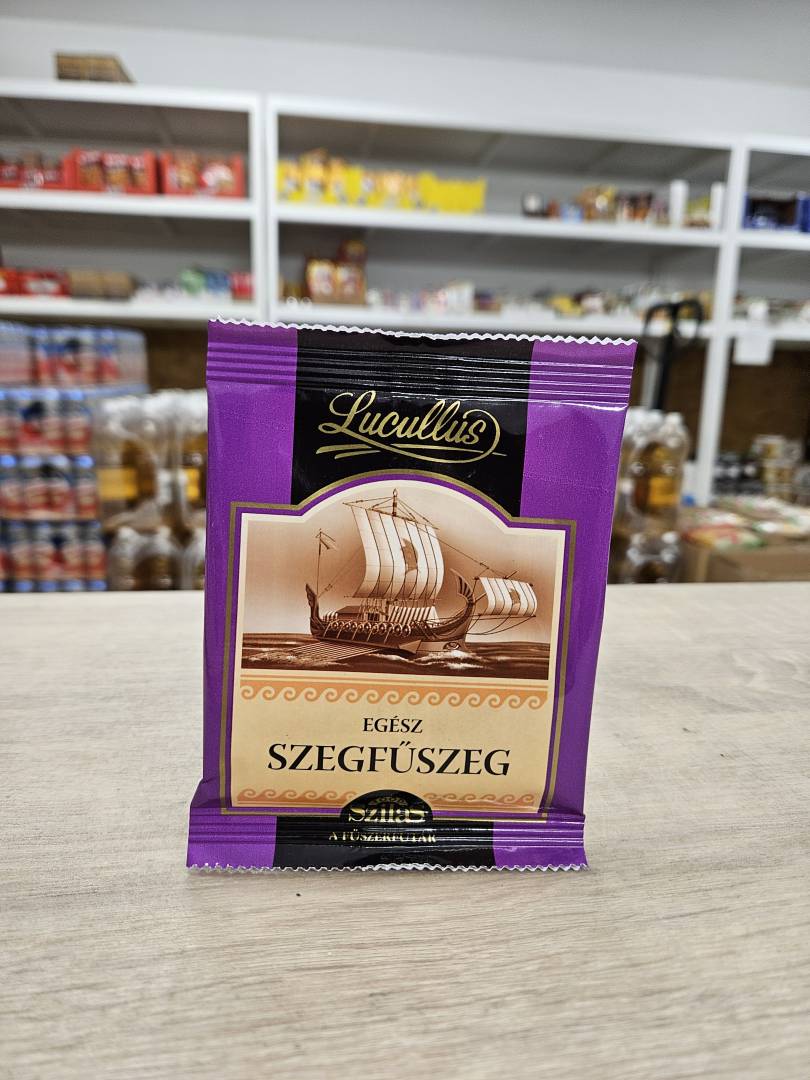 Lucullus
EGÉSZ
SZEGFŰSZEG
Szilas
A FŰSZERFUTÁR